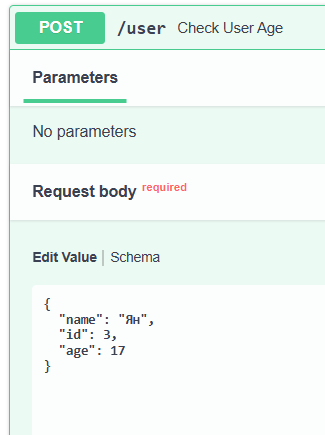 POST /user Check User Age
Parameters
No parameters
Request body required
Edit Value | Schema
{
  "name": "Ян",
  "id": 3,
  "age": 17
}